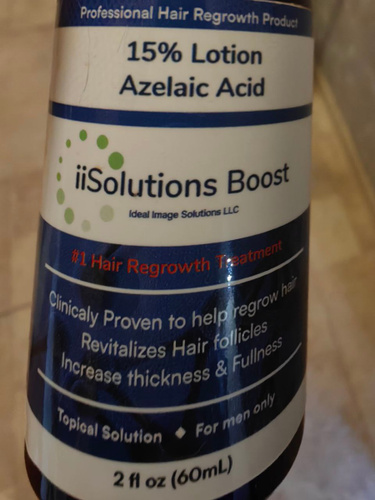 Professional Hair Regrowth Product
15% Lotion
Azelaic Acid
iiSolutions Boost
Ideal Image Solutions LLC
#1 Hair Regrowth Treatment
Clinicaly Proven to help regrow hair
Revitalizes Hair follicles
Increase thickness & Fullness
Topical Solution ◆ For men only
2 fl oz (60mL)